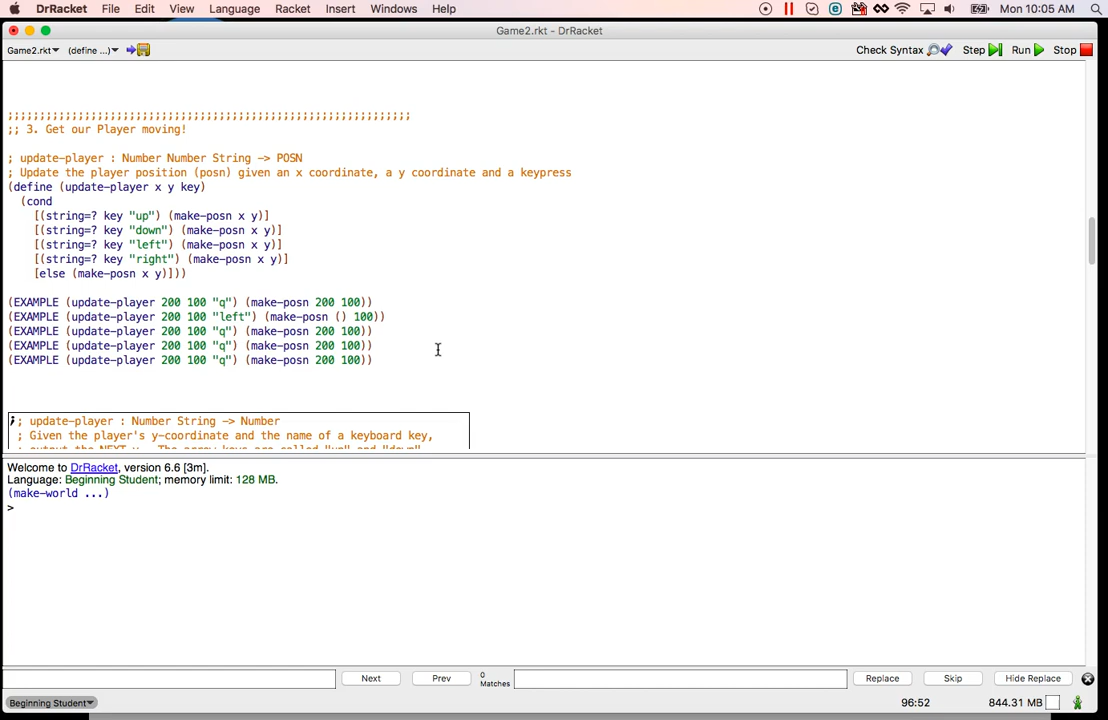 DrRacket File Edit View Language Racket Insert Windows Help Mon 10:05 AM
Game2.rkt - DrRacket
Game2.rkt▾ (define ...)▾ Check Syntax Step Run Stop
;;;;;;;;;;;;;;;;;;;;;;;;;;;;;;;;;;;;;;;;;;;;;;;;;;;;;;;;;;;;;;;
;; 3. Get our Player moving!
; update-player : Number Number String -> POSN
; Update the player position (posn) given an x coordinate, a y coordinate and a keypress
(define (update-player x y key)
(cond
[(string=? key "up") (make-posn x y)]
[(string=? key "down") (make-posn x y)]
[(string=? key "left") (make-posn x y)]
[(string=? key "right") (make-posn x y)]
[else (make-posn x y)]))
(EXAMPLE (update-player 200 100 "q") (make-posn 200 100))
(EXAMPLE (update-player 200 100 "left") (make-posn () 100))
(EXAMPLE (update-player 200 100 "q") (make-posn 200 100))
(EXAMPLE (update-player 200 100 "q") (make-posn 200 100))
(EXAMPLE (update-player 200 100 "q") (make-posn 200 100))
; update-player : Number String -> Number
; Given the player's y-coordinate and the name of a keyboard key,
Welcome to DrRacket, version 6.6 [3m].
Language: Beginning Student; memory limit: 128 MB.
(make-world ...)
>
Next Prev 0 Matches Replace Skip Hide Replace
Beginning Student▾ 96:52 844.31 MB